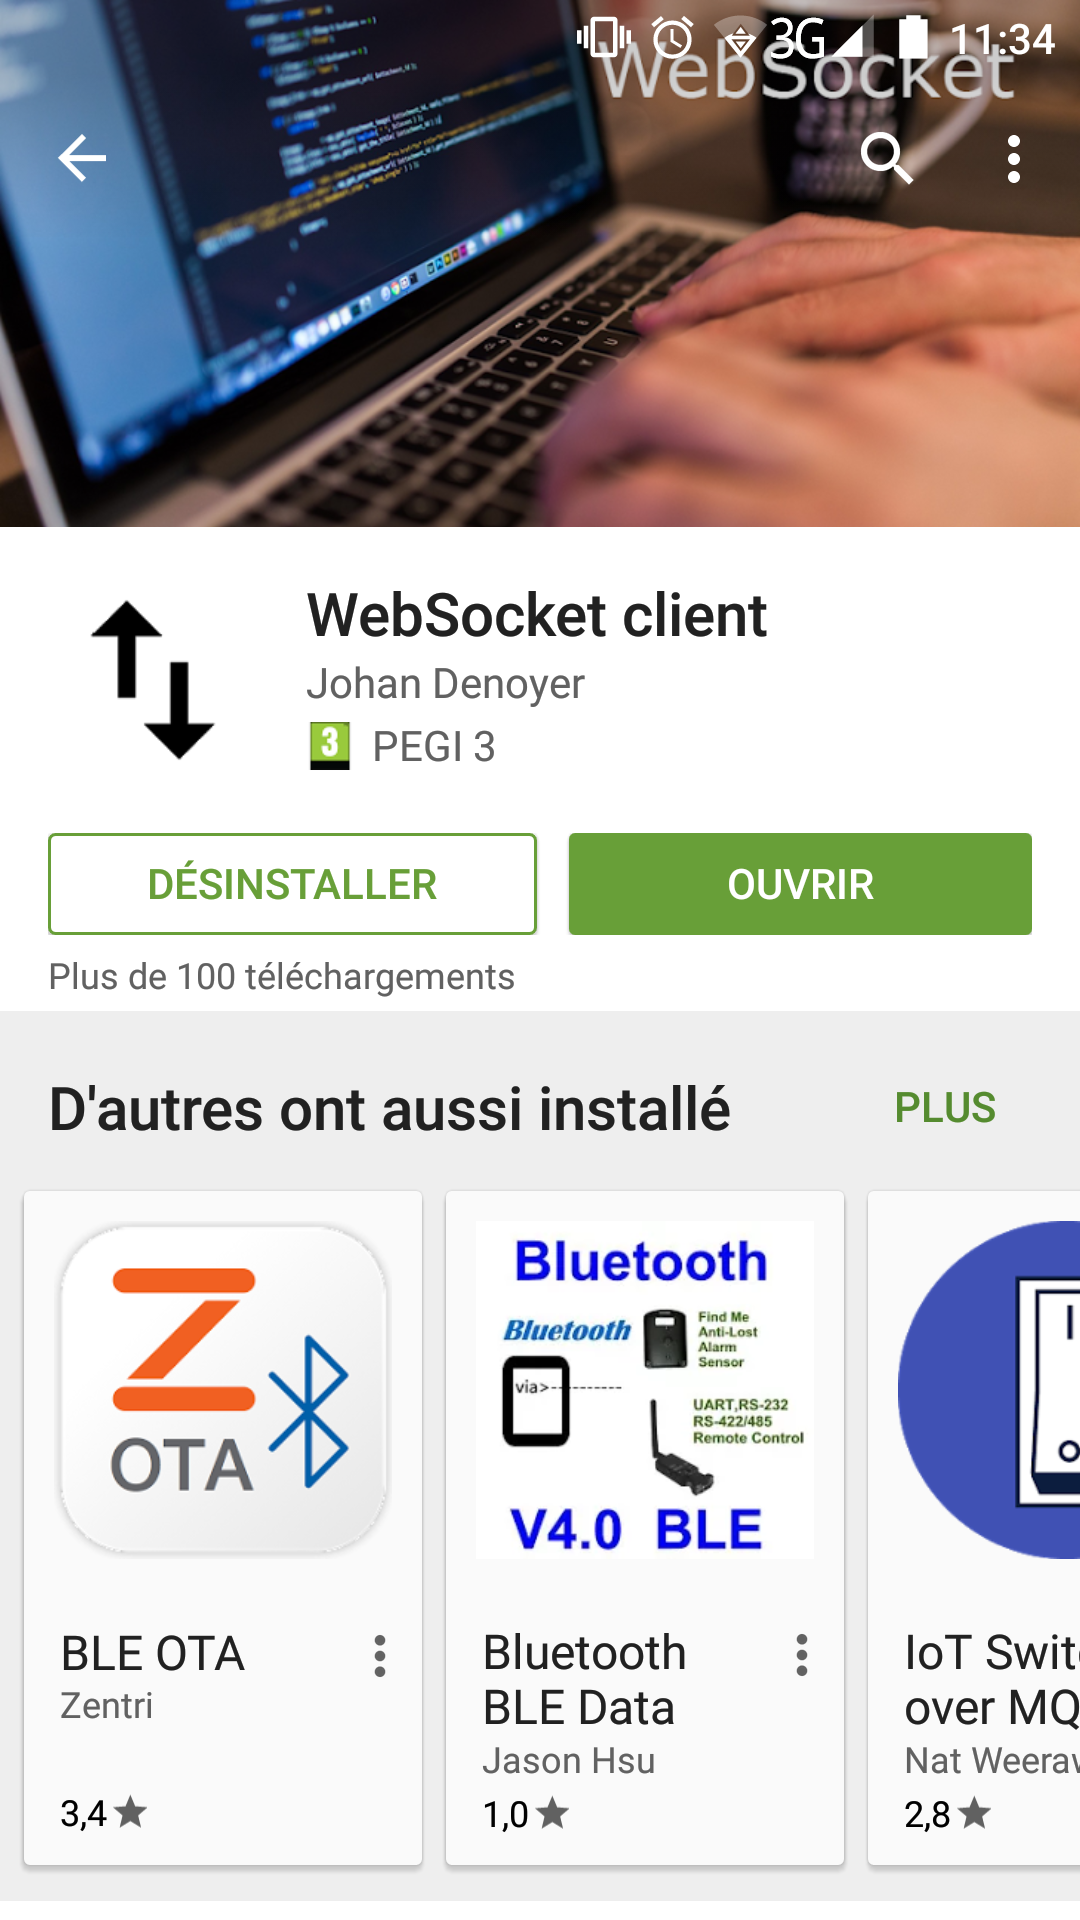 3G 11:34
WebSocket
WebSocket client
Johan Denoyer
3 PEGI 3
DÉSINSTALLER
OUVRIR
Plus de 100 téléchargements
D'autres ont aussi installé
PLUS
Z
OTA
Bluetooth
Bluetooth
Find Me
Anti-Lost
Alarm
Sensor
via>
UART,RS-232
RS-422/485
Remote Control
V4.0 BLE
BLE OTA
Zentri
3,4
Bluetooth
BLE Data
Jason Hsu
1,0
IoT Swit
over MQ
Nat Weeraw
2,8